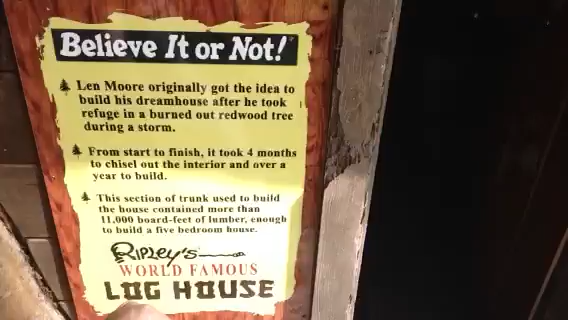 Believe It or Not!
Len Moore originally got the idea to
build his dreamhouse after he took
refuge in a burned out redwood tree
during a storm.
From start to finish, it took 4 months
to chisel out the interior and over a
year to build.
This section of trunk used to build
the house contained more than
11,000 board-feet of lumber, enough
to build a five bedroom house.
RIPLEY'S
WORLD FAMOUS
LOG HOUSE